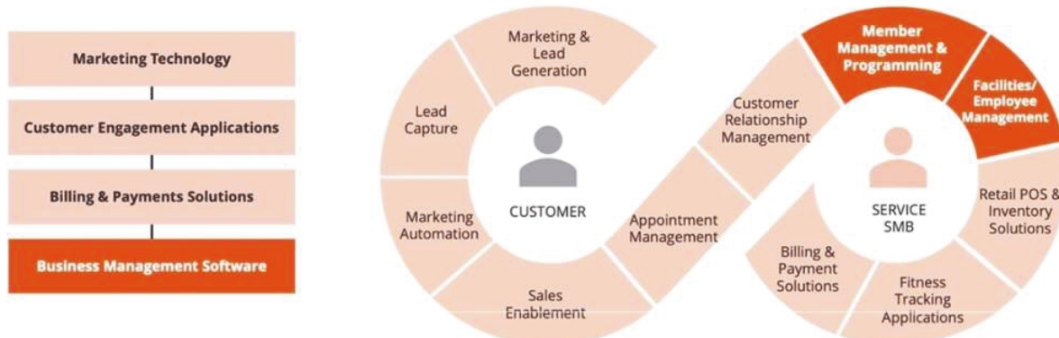 Marketing Technology
Customer Engagement Applications
Billing & Payments Solutions
Business Management Software
Marketing &
Lead
Generation
Lead
Capture
Marketing
Automation
Sales
Enablement
Appointment
Management
Customer
Relationship
Management
CUSTOMER
Member
Management &
Programming
Facilities/
Employee
Management
Retail POS &
Inventory
Solutions
Fitness
Tracking
Applications
Billing &
Payment
Solutions
SERVICE
SMB